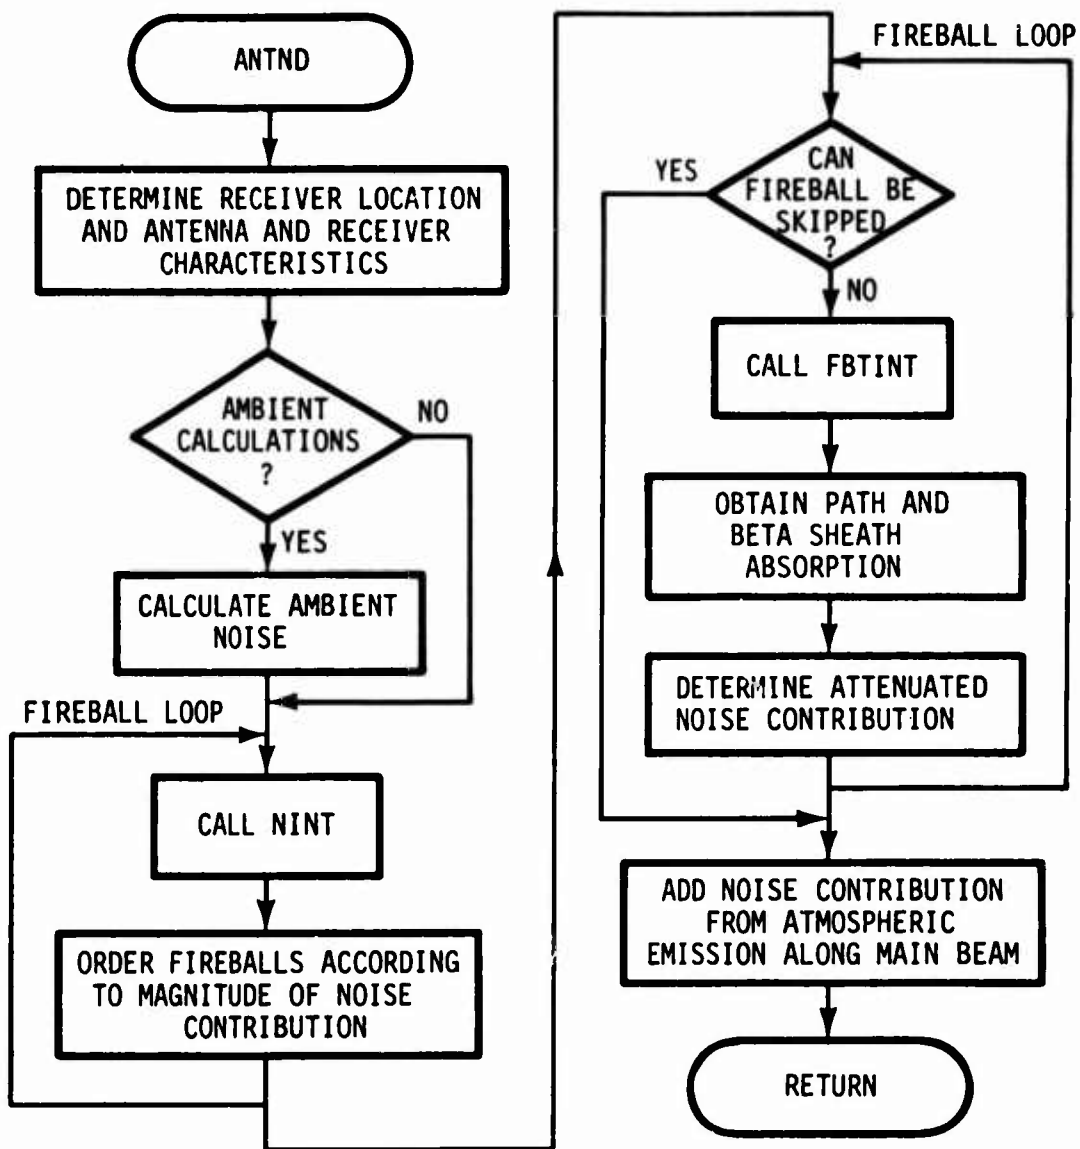 ANTND
DETERMINE RECEIVER LOCATION
AND ANTENNA AND RECEIVER
CHARACTERISTICS
AMBIENT
CALCULATIONS
?
NO
YES
CALCULATE AMBIENT
NOISE
FIREBALL LOOP
CALL NINT
ORDER FIREBALLS ACCORDING
TO MAGNITUDE OF NOISE
CONTRIBUTION
FIREBALL LOOP
CAN
FIREBALL BE
SKIPPED
?
YES
NO
CALL FBTINT
OBTAIN PATH AND
BETA SHEATH
ABSORPTION
DETERMINE ATTENUATED
NOISE CONTRIBUTION
ADD NOISE CONTRIBUTION
FROM ATMOSPHERIC
EMISSION ALONG MAIN BEAM
RETURN